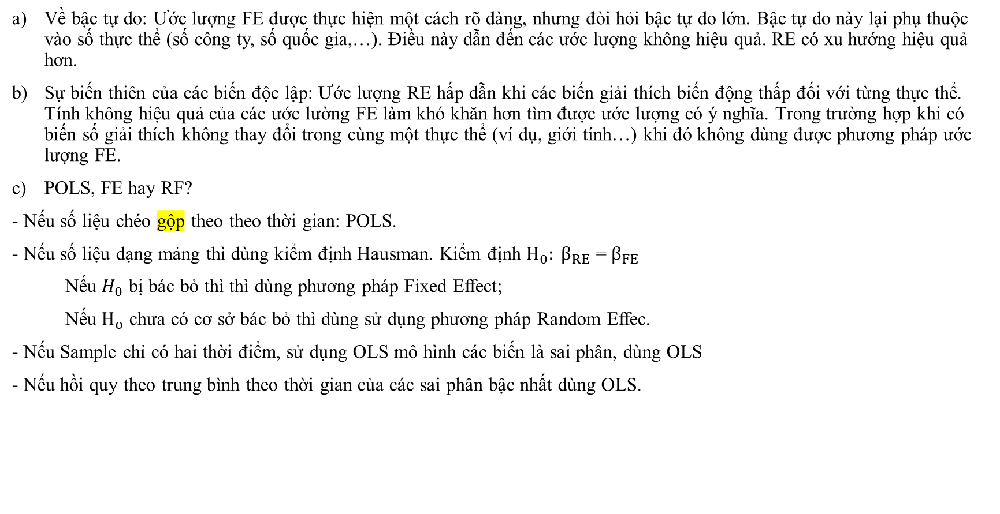 a) Về bậc tự do: Ước lượng FE được thực hiện một cách rõ dàng, nhưng đòi hỏi bậc tự do lớn. Bậc tự do này lại phụ thuộc
vào số thực thể (số công ty, số quốc gia,…). Điều này dẫn đến các ước lượng không hiệu quả. RE có xu hướng hiệu quả
hơn.
b) Sự biến thiên của các biến độc lập: Ước lượng RE hấp dẫn khi các biến giải thích biến động thấp đối với từng thực thể.
Tính không hiệu quả của các ước lường FE làm khó khăn hơn tìm được ước lượng có ý nghĩa. Trong trường hợp khi có
biến số giải thích không thay đổi trong cùng một thực thể (ví dụ, giới tính…) khi đó không dùng được phương pháp ước
lượng FE.
c) POLS, FE hay RF?
- Nếu số liệu chéo gộp theo theo thời gian: POLS.
- Nếu số liệu dạng mảng thì dùng kiểm định Hausman. Kiểm định H₀: β_RE = β_FE
Nếu H₀ bị bác bỏ thì thì dùng phương pháp Fixed Effect;
Nếu Hₒ chưa có cơ sở bác bỏ thì dùng sử dụng phương pháp Random Effec.
- Nếu Sample chỉ có hai thời điểm, sử dụng OLS mô hình các biến là sai phân, dùng OLS
- Nếu hồi quy theo trung bình theo thời gian của các sai phân bậc nhất dùng OLS.